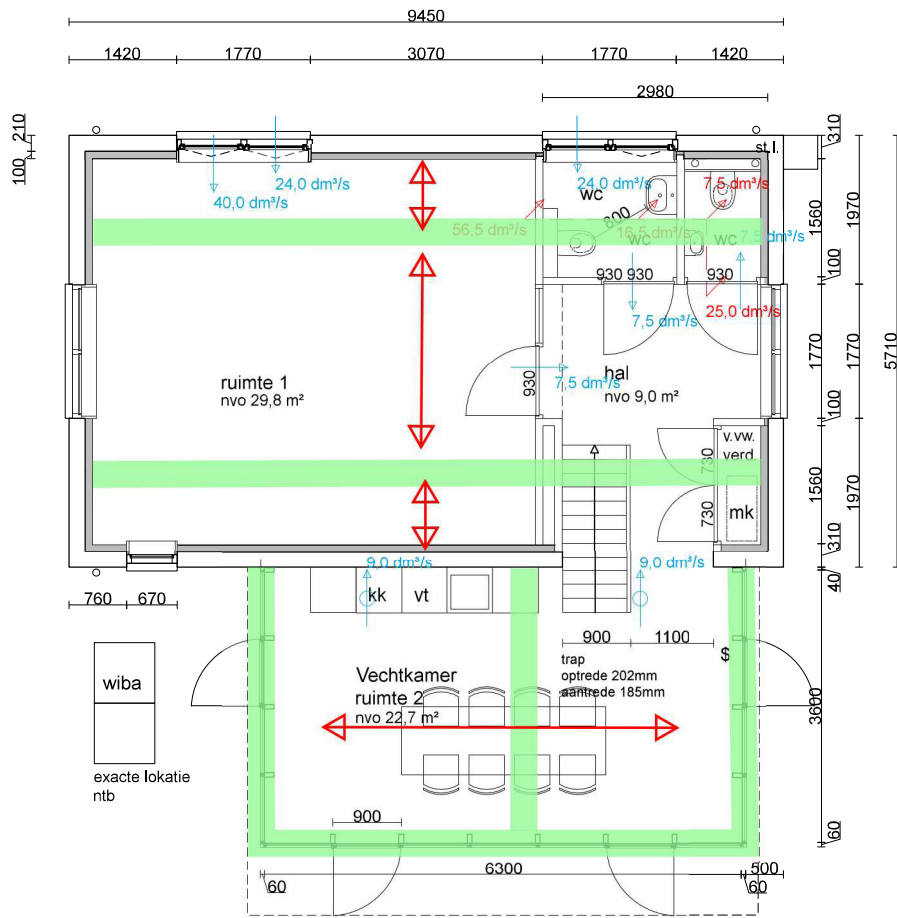 9450
1420 1770 3070 1770 1420
2980
210
100
310
st.l.
40,0 dm³/s
24,0 dm³/s
24,0 dm³/s
7,5 dm³/s
wc
800
56,5 dm³/s
16,5 dm³/s
wc
wc
7,5 dm³/s
1560
1970
100
930 930
930
25,0 dm³/s
7,5 dm³/s
ruimte 1
nvo 29,8 m²
930
7,5 dm³/s
hal
nvo 9,0 m²
1770
1770
5710
100
v.vw.
verd
730
mk
730
1560
1970
310
40
9,0 dm³/s
9,0 dm³/s
kk
vt
760 670
900 1100
trap
optrede 202mm
aantrede 185mm
$
wiba
Vechtkamer
ruimte 2
nvo 22,7 m²
3600
exacte lokatie
ntb
900
60
6300
500
60
60